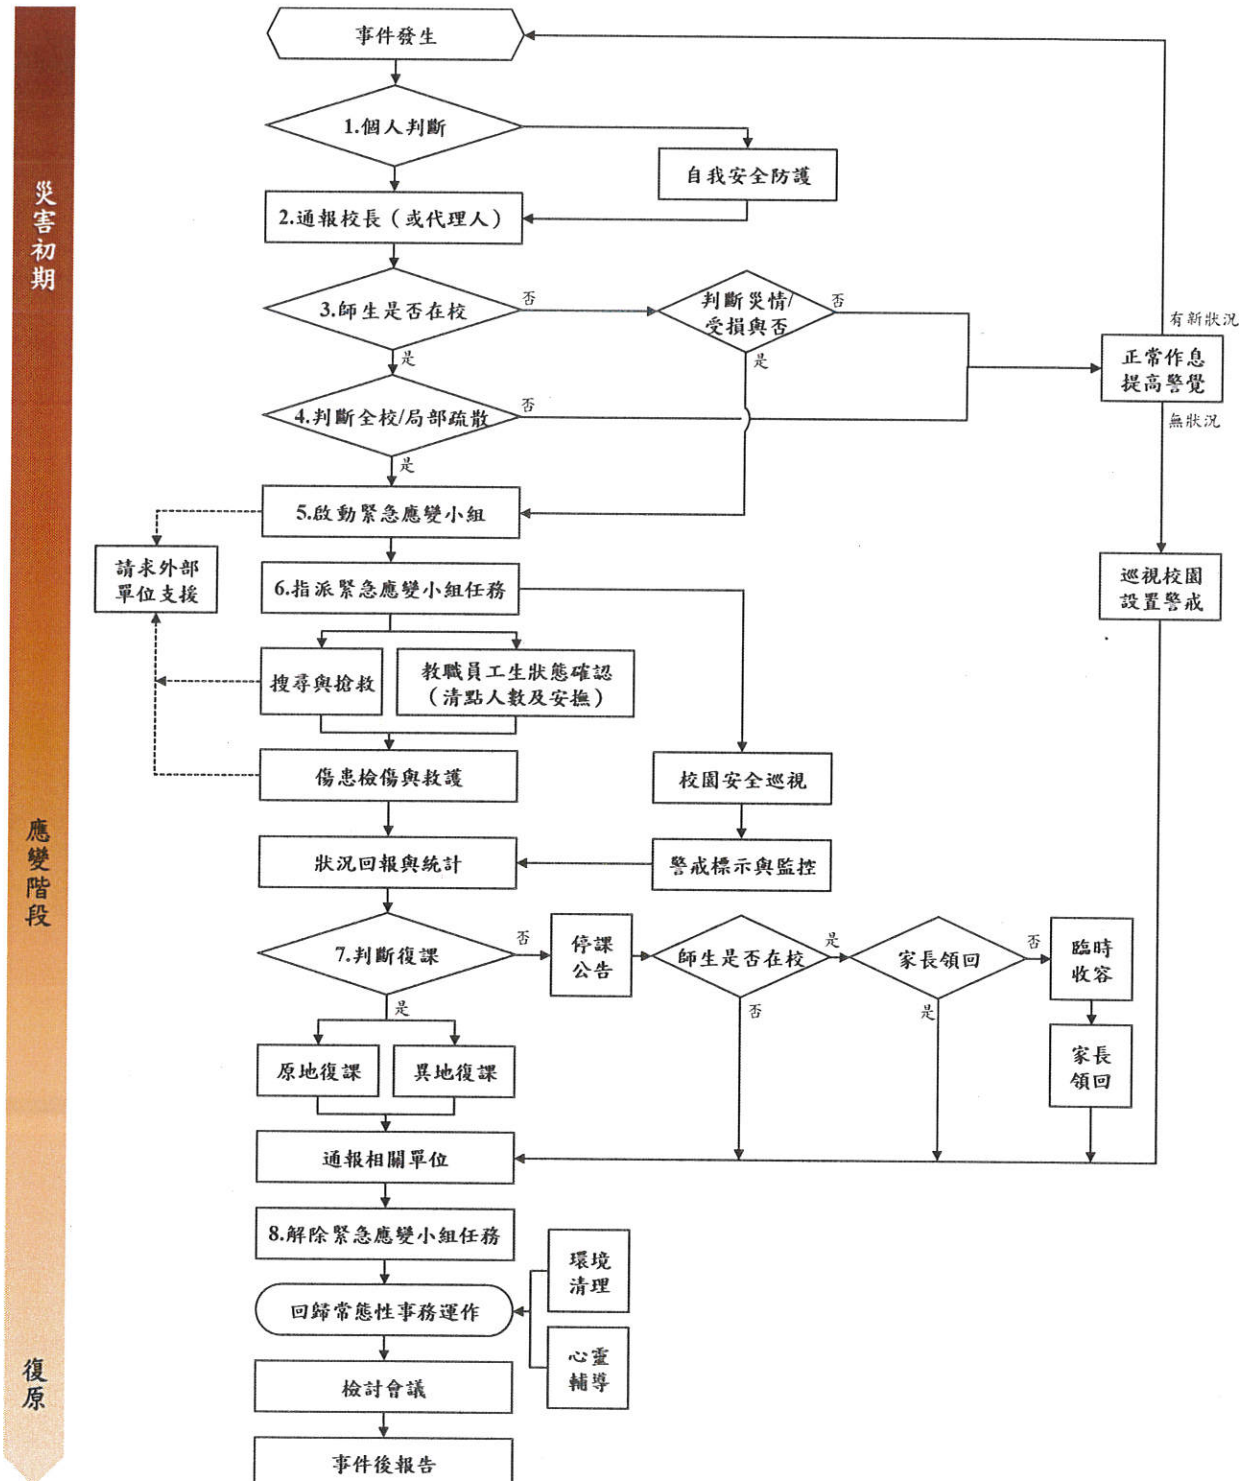 災害初期
應變階段
復原
事件發生
1.個人判斷
自我安全防護
2.通報校長（或代理人）
3.師生是否在校
否
是
判斷災情/
受損與否
否
是
有新狀況
正常作息
提高警覺
無狀況
4.判斷全校/局部疏散
否
是
5.啟動緊急應變小組
請求外部
單位支援
6.指派緊急應變小組任務
巡視校園
設置警戒
搜尋與搶救
教職員工生狀態確認
（清點人數及安撫）
傷患檢傷與救護
校園安全巡視
狀況回報與統計
警戒標示與監控
7.判斷復課
否
是
停課
公告
師生是否在校
是
否
家長領回
否
是
臨時
收容
家長
領回
原地復課
異地復課
通報相關單位
8.解除緊急應變小組任務
環境
清理
回歸常態性事務運作
心靈
輔導
檢討會議
事件後報告